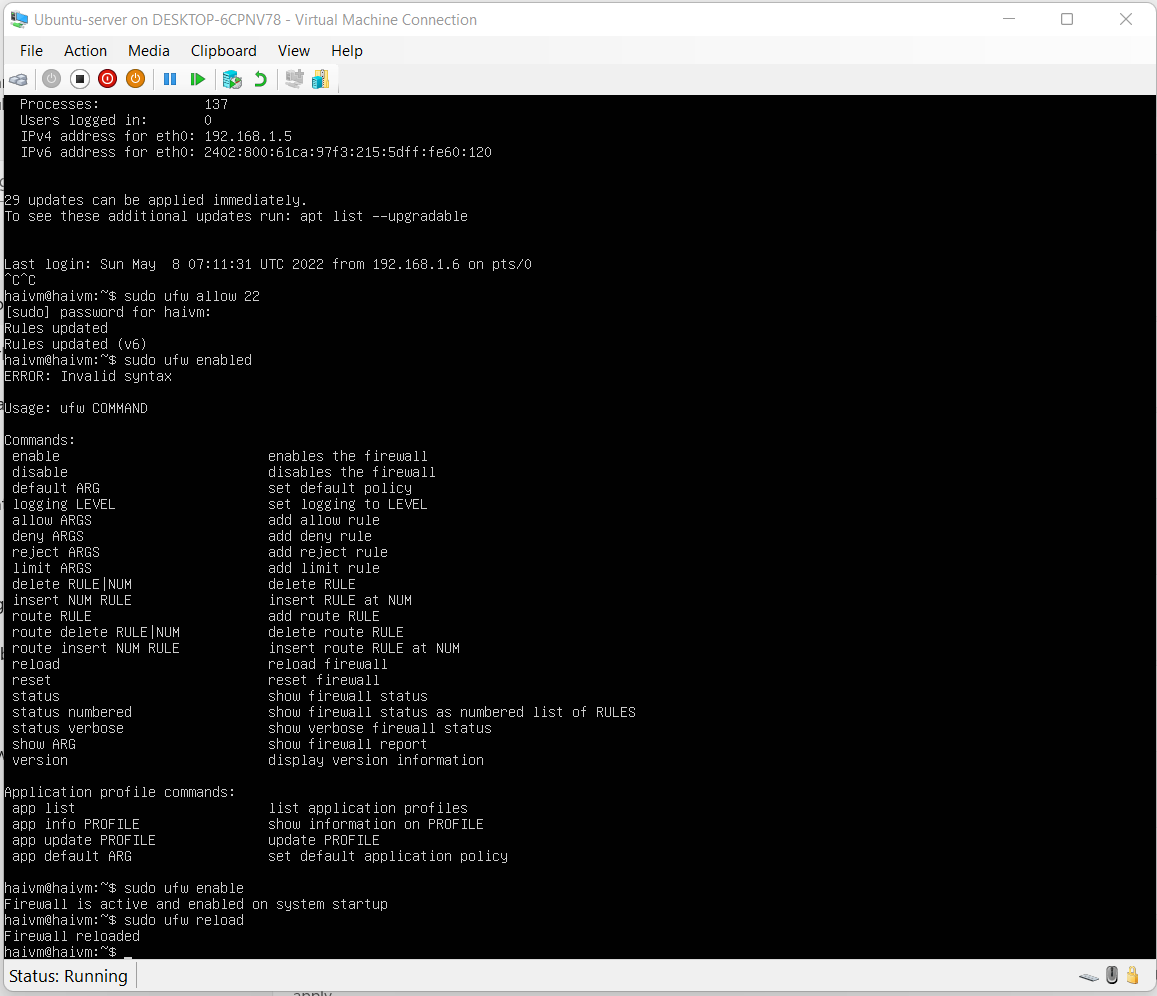 Ubuntu-server on DESKTOP-6CPNV78 - Virtual Machine Connection
File Action Media Clipboard View Help
Processes: 137
Users logged in: 0
IPv4 address for eth0: 192.168.1.5
IPv6 address for eth0: 2402:800:61ca:97f3:215:5dff:fe60:120
29 updates can be applied immediately.
To see these additional updates run: apt list --upgradable
Last login: Sun May  8 07:11:31 UTC 2022 from 192.168.1.6 on pts/0
^C^C
haivm@haivm:~$ sudo ufw allow 22
[sudo] password for haivm:
Rules updated
Rules updated (v6)
haivm@haivm:~$ sudo ufw enabled
ERROR: Invalid syntax
Usage: ufw COMMAND
Commands:
enable enables the firewall
disable disables the firewall
default ARG set default policy
logging LEVEL set logging to LEVEL
allow ARGS add allow rule
deny ARGS add deny rule
reject ARGS add reject rule
limit ARGS add limit rule
delete RULE|NUM delete RULE
insert NUM RULE insert RULE at NUM
route RULE add route RULE
route delete RULE|NUM delete route RULE
route insert NUM RULE insert route RULE at NUM
reload reload firewall
reset reset firewall
status show firewall status
status numbered show firewall status as numbered list of RULES
status verbose show verbose firewall status
show ARG show firewall report
version display version information
Application profile commands:
app list list application profiles
app info PROFILE show information on PROFILE
app update PROFILE update PROFILE
app default ARG set default application policy
haivm@haivm:~$ sudo ufw enable
Firewall is active and enabled on system startup
haivm@haivm:~$ sudo ufw reload
Firewall reloaded
haivm@haivm:~$ _
Status: Running